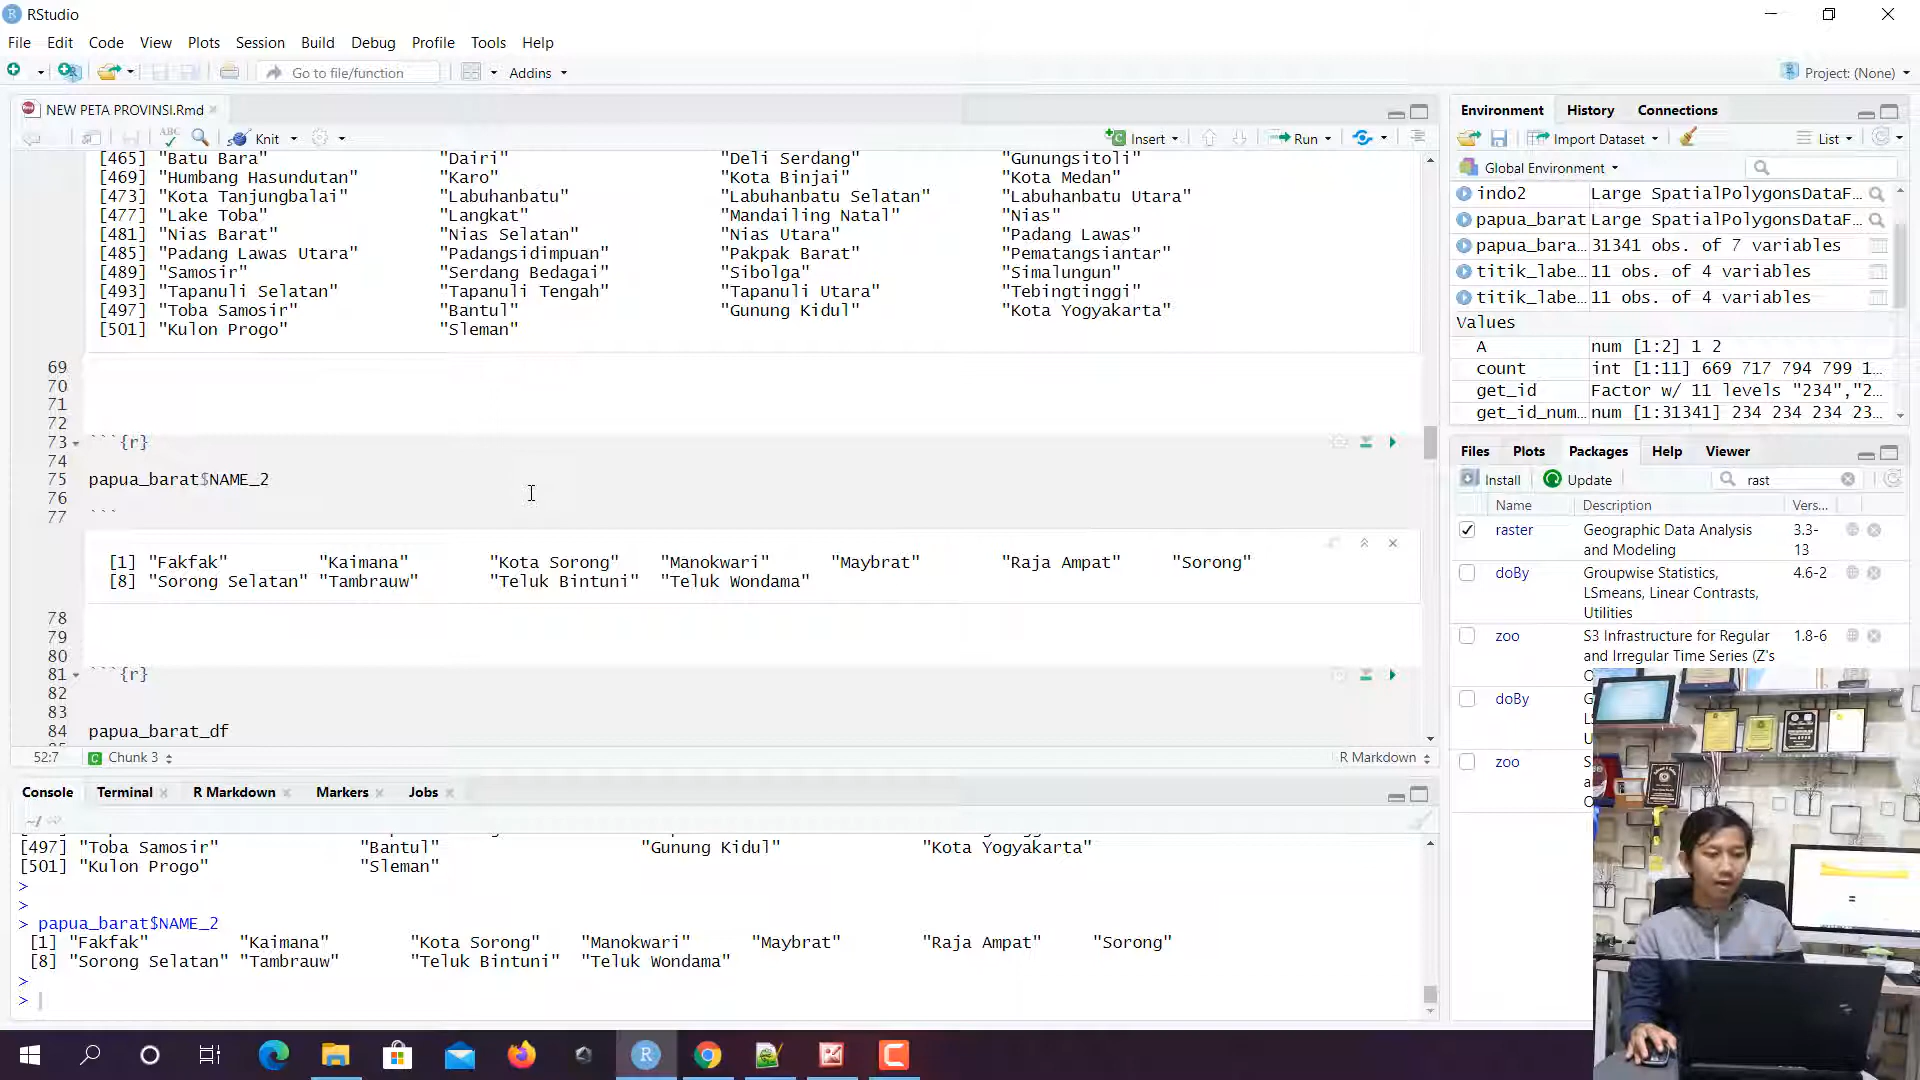 RStudio
File Edit Code View Plots Session Build Debug Profile Tools Help
Go to file/function Addins Project: (None)
NEW PETA PROVINSI.Rmd
ABC Knit Insert Run
[465] "Batu Bara" "Dairi" "Deli Serdang" "Gunungsitoli"
[469] "Humbang Hasundutan" "Karo" "Kota Binjai" "Kota Medan"
[473] "Kota Tanjungbalai" "Labuhanbatu" "Labuhanbatu Selatan" "Labuhanbatu Utara"
[477] "Lake Toba" "Langkat" "Mandailing Natal" "Nias"
[481] "Nias Barat" "Nias Selatan" "Nias Utara" "Padang Lawas"
[485] "Padang Lawas Utara" "Padangsidimpuan" "Pakpak Barat" "Pematangsiantar"
[489] "Samosir" "Serdang Bedagai" "Sibolga" "Simalungun"
[493] "Tapanuli Selatan" "Tapanuli Tengah" "Tapanuli Utara" "Tebingtinggi"
[497] "Toba Samosir" "Bantul" "Gunung Kidul" "Kota Yogyakarta"
[501] "Kulon Progo" "Sleman"
69
70
71
72
73 ```{r}
74
75 papua_barat$NAME_2
76
77 ```
[1] "Fakfak" "Kaimana" "Kota Sorong" "Manokwari" "Maybrat" "Raja Ampat" "Sorong"
[8] "Sorong Selatan" "Tambrauw" "Teluk Bintuni" "Teluk Wondama"
78
79
80
81 ```{r}
82
83
84 papua_barat_df
52:7 Chunk 3 R Markdown
Console Terminal R Markdown Markers Jobs
~/
[497] "Toba Samosir" "Bantul" "Gunung Kidul" "Kota Yogyakarta"
[501] "Kulon Progo" "Sleman"
>
>
> papua_barat$NAME_2
[1] "Fakfak" "Kaimana" "Kota Sorong" "Manokwari" "Maybrat" "Raja Ampat" "Sorong"
[8] "Sorong Selatan" "Tambrauw" "Teluk Bintuni" "Teluk Wondama"
>
>
Environment History Connections
Import Dataset List
Global Environment
indo2 Large SpatialPolygonsDataF...
papua_barat Large SpatialPolygonsDataF...
papua_bara... 31341 obs. of 7 variables
titik_labe... 11 obs. of 4 variables
titik_labe... 11 obs. of 4 variables
Values
A num [1:2] 1 2
count int [1:11] 669 717 794 799 1...
get_id Factor w/ 11 levels "234","2...
get_id_num... num [1:31341] 234 234 234 23...
Files Plots Packages Help Viewer
Install Update rast
Name Description Vers...
raster Geographic Data Analysis 3.3-
and Modeling 13
doBy Groupwise Statistics, 4.6-2
LSmeans, Linear Contrasts,
Utilities
zoo S3 Infrastructure for Regular 1.8-6
and Irregular Time Series (Z's
doBy
zoo